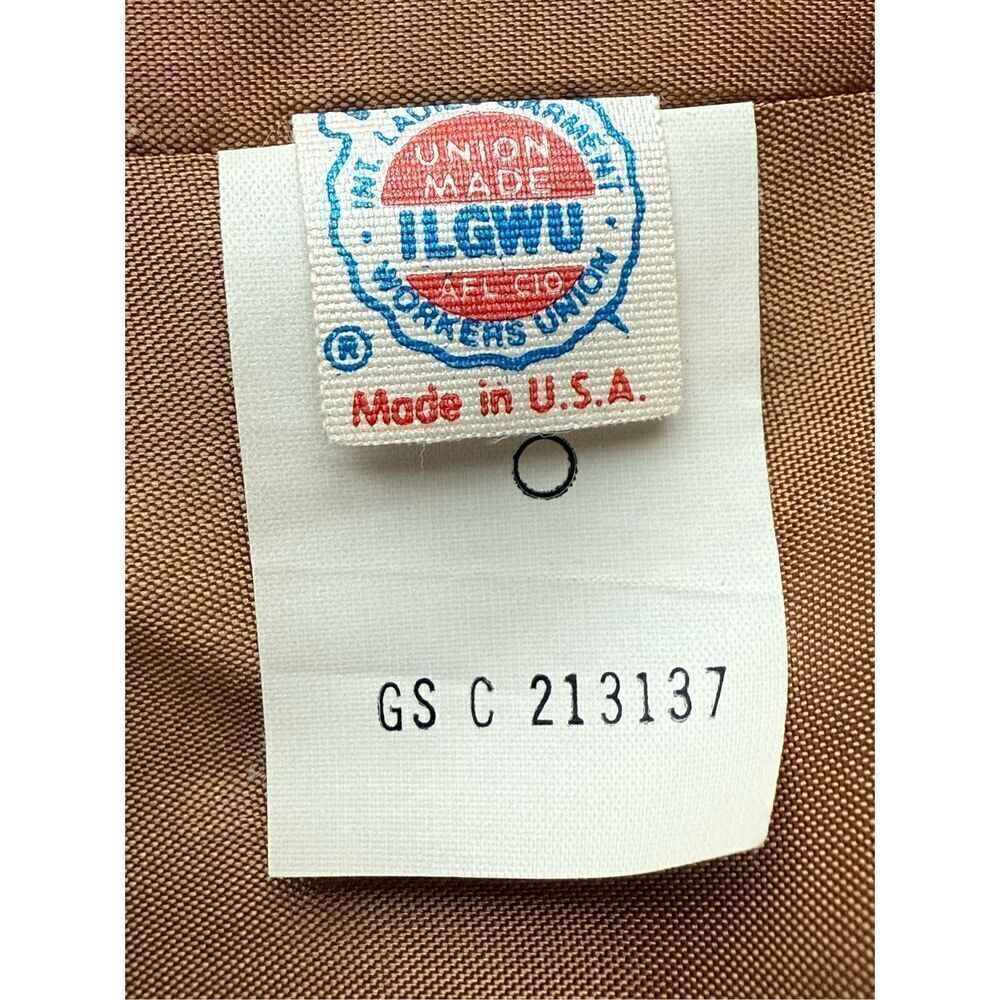 INT. LADIES GARMENT
UNION
MADE
· ILGWU ·
AFL-CIO
WORKERS UNION
®
Made in U.S.A.
GS C 213137